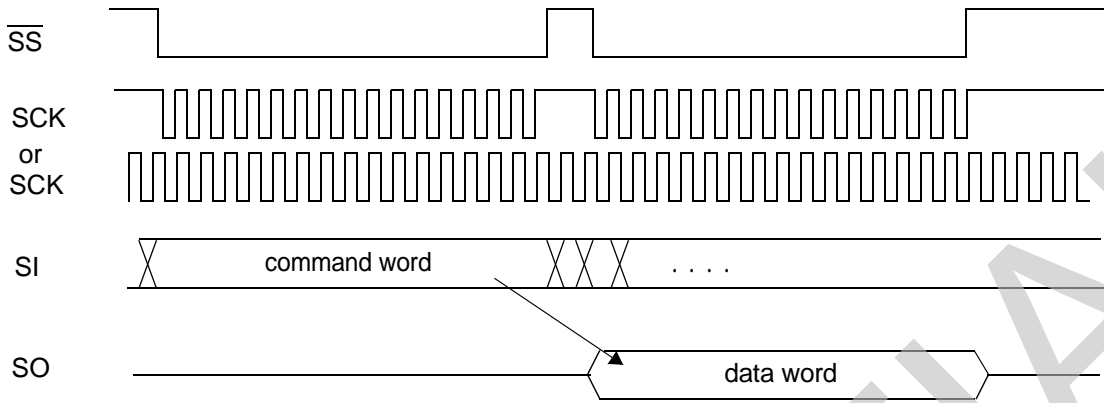 SS
SCK
or
SCK
SI command word . . . .
SO data word